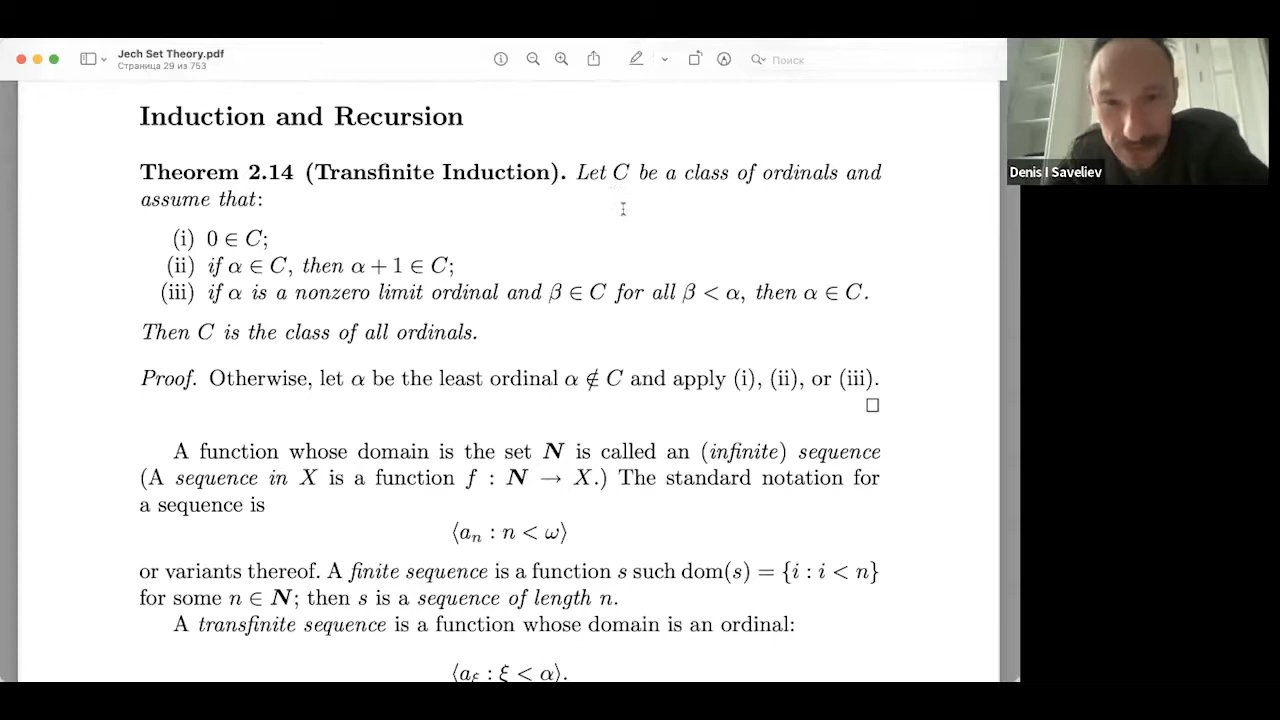 Jech Set Theory.pdf
Страница 29 из 753
Поиск
Denis I Saveliev
Induction and Recursion
Theorem 2.14 (Transfinite Induction). Let C be a class of ordinals and
assume that:
(i) 0 ∈ C;
(ii) if α ∈ C, then α + 1 ∈ C;
(iii) if α is a nonzero limit ordinal and β ∈ C for all β < α, then α ∈ C.
Then C is the class of all ordinals.
Proof. Otherwise, let α be the least ordinal α ∉ C and apply (i), (ii), or (iii).
□
A function whose domain is the set N is called an (infinite) sequence
(A sequence in X is a function f : N → X.) The standard notation for
a sequence is
⟨aₙ : n < ω⟩
or variants thereof. A finite sequence is a function s such dom(s) = {i : i < n}
for some n ∈ N; then s is a sequence of length n.
A transfinite sequence is a function whose domain is an ordinal:
⟨a_ξ : ξ < α⟩.